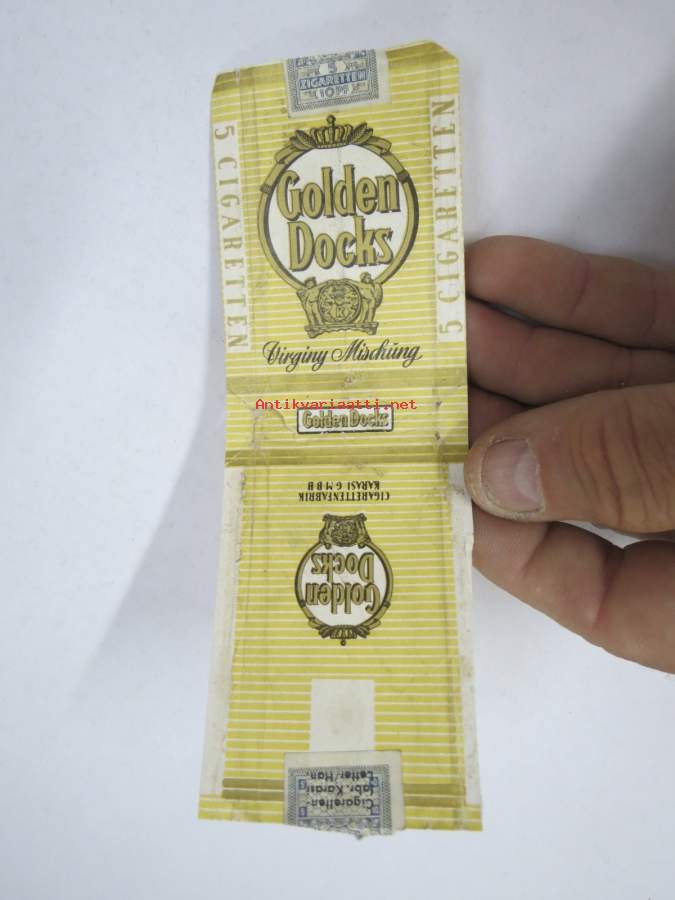 5
ZIGARETTEN
10 PF
5 CIGARETTEN
Golden
Docks
5 CIGARETTEN
Virginy Mischung
Antikvariaatti.net
Golden Docks
CIGARETTENFABRIK
KARASI G M B H
Golden
Docks
Cigaretten-
fabr. Karasi
Letter/Han.